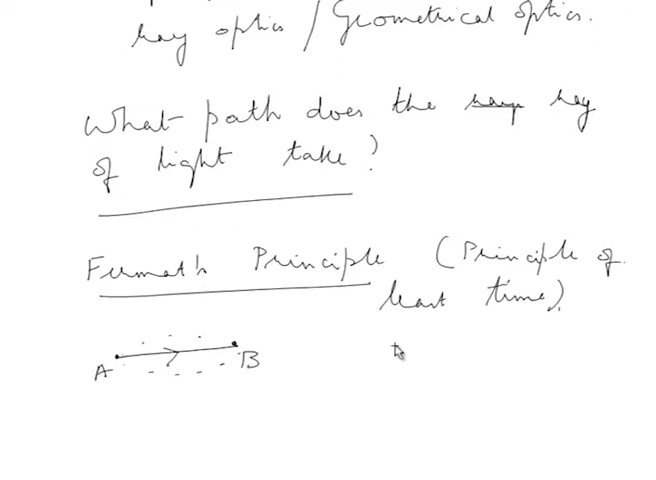 ray optics / Geometrical optics.
What path does the ray
of light take?
Fermat's Principle (Principle of
least time).
A B